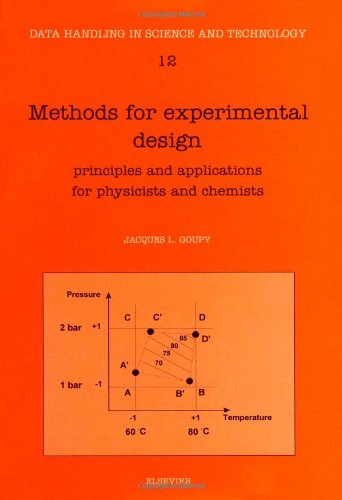 DATA HANDLING IN SCIENCE AND TECHNOLOGY
12
Methods for experimental
design
principles and applications
for physicists and chemists
JACQUES L. GOUPY
Pressure
C C' D
2 bar +1
85
D'
80
75
A'
70
1 bar -1
A B' B
-1 +1 Temperature
60 °C 80 °C
ELSEVIER